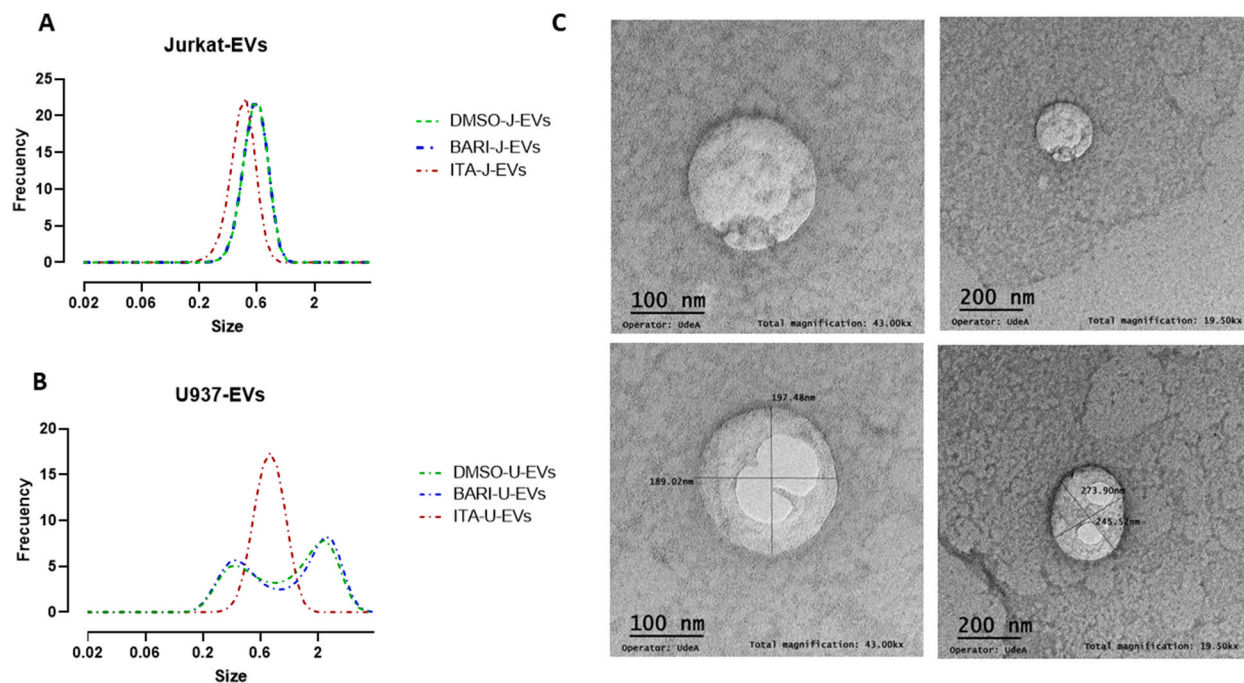 A
Jurkat-EVs
25
20
15
10
5
0
Frecuency
0.02 0.06 0.2 0.6 2
Size
DMSO-J-EVs
BARI-J-EVs
ITA-J-EVs
B
U937-EVs
20
15
10
5
0
Frecuency
0.02 0.06 0.2 0.6 2
Size
DMSO-U-EVs
BARI-U-EVs
ITA-U-EVs
C
100 nm
Operator: UdeA Total magnification: 43.00kx
200 nm
Operator: UdeA Total magnification: 19.50kx
197.48nm
189.02nm
100 nm
Operator: UdeA Total magnification: 43.00kx
273.90nm
245.52nm
200 nm
Operator: UdeA Total magnification: 19.50kx